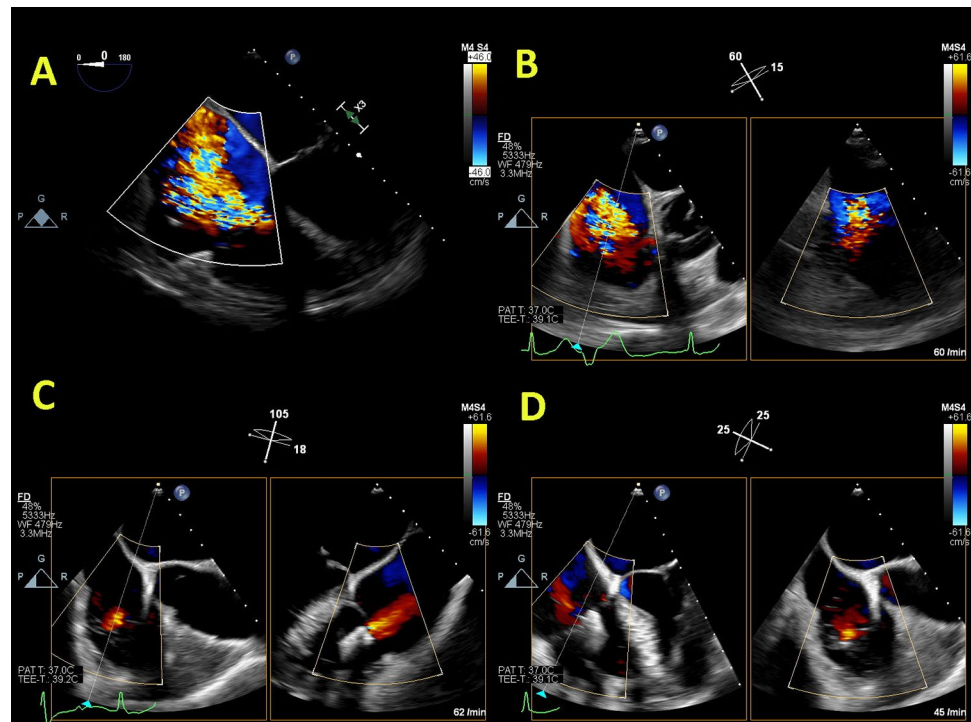 A
0 0 180
P
M4 S4
+46.0
-46.0
cm/s
X3
G
P R
B
60
15
P
M4S4
+61.6
-61.6
cm/s
FD
48%
5333Hz
WF 479Hz
3.3MHz
G
P R
PAT T: 37.0C
TEE-T.: 39.1C
60 /min
C
105
18
P
M4S4
+61.6
-61.6
cm/s
FD
48%
5333Hz
WF 479Hz
3.3MHz
G
P R
PAT T: 37.0C
TEE-T.: 39.2C
62 /min
D
25
25
P
M4S4
+61.6
-61.6
cm/s
FD
48%
5333Hz
WF 479Hz
3.3MHz
G
P R
PAT T: 37.0C
TEE-T.: 39.1C
45 /min